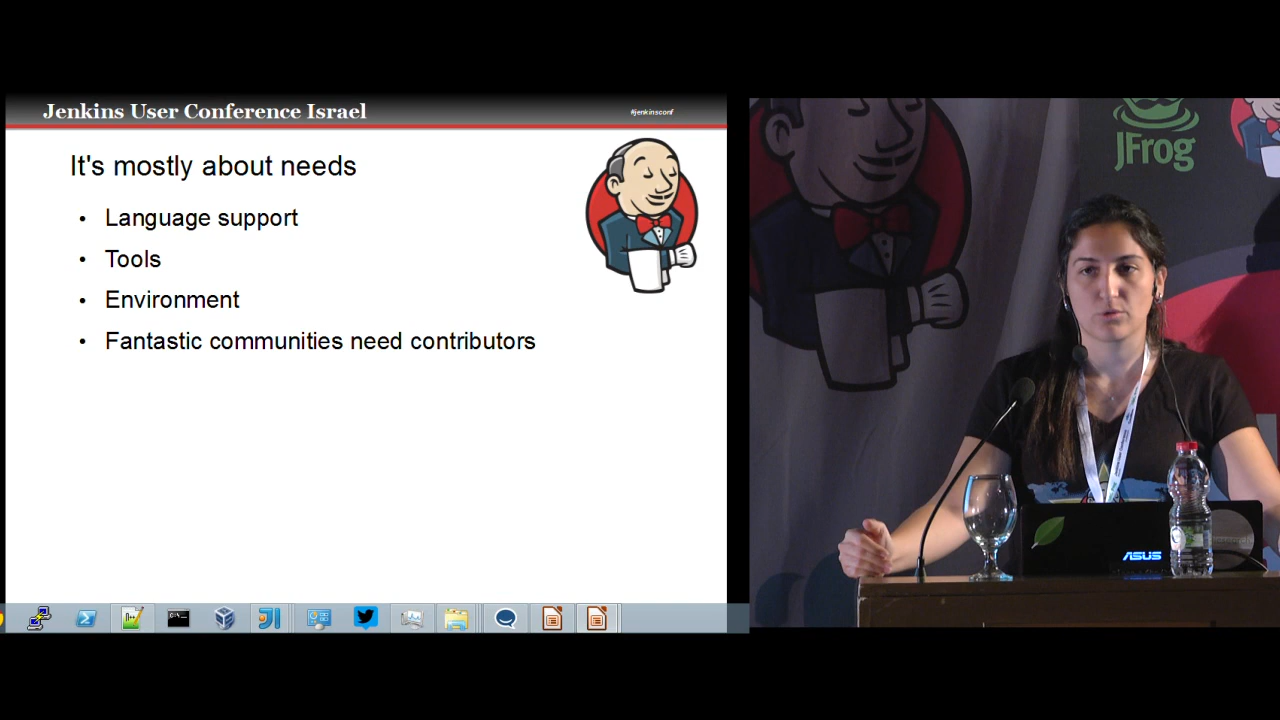 Jenkins User Conference Israel
#jenkinsconf
It's mostly about needs
• Language support
• Tools
• Environment
• Fantastic communities need contributors
JFrog
ASUS